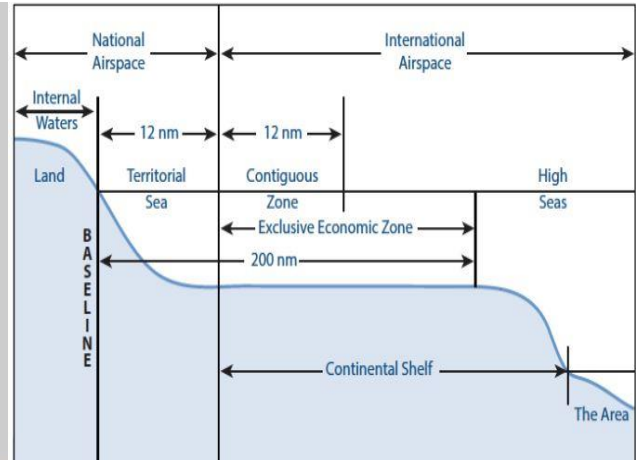 National
Airspace
International
Airspace
Internal
Waters
12 nm
12 nm
Land
Territorial
Sea
Contiguous
Zone
High
Seas
Exclusive Economic Zone
200 nm
BASELINE
Continental Shelf
The Area